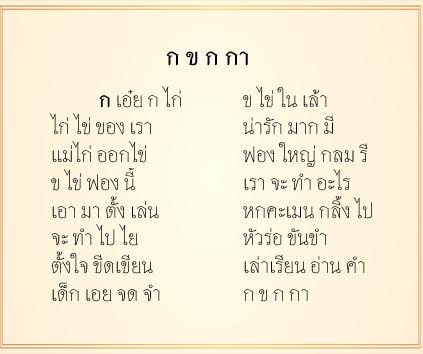 ก ข ก กา
ก เอ๋ย ก ไก่
ข ไข่ ใน เล้า
ไก่ ไข่ ของ เรา
น่ารัก มาก มี
แม่ไก่ ออกไข่
ฟอง ใหญ่ กลม รี
ข ไข่ ฟอง นี้
เรา จะ ทำ อะไร
เอา มา ตั้ง เล่น
หกคะเมน กลิ้ง ไป
จะ ทำ ไป ไย
หัวร่อ ขันขำ
ตั้งใจ ขีดเขียน
เล่าเรียน อ่าน คำ
เด็ก เอย จด จำ
ก ข ก กา